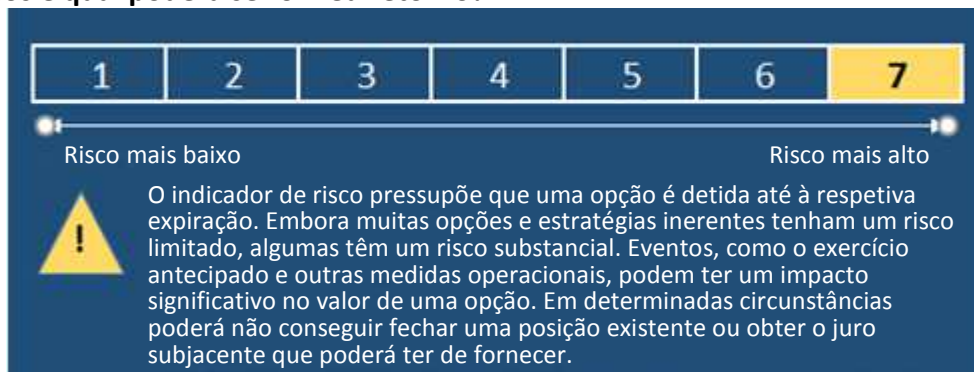 1 2 3 4 5 6 7
Risco mais baixo Risco mais alto
O indicador de risco pressupõe que uma opção é detida até à respetiva
expiração. Embora muitas opções e estratégias inerentes tenham um risco
limitado, algumas têm um risco substancial. Eventos, como o exercício
antecipado e outras medidas operacionais, podem ter um impacto
significativo no valor de uma opção. Em determinadas circunstâncias
poderá não conseguir fechar uma posição existente ou obter o juro
subjacente que poderá ter de fornecer.